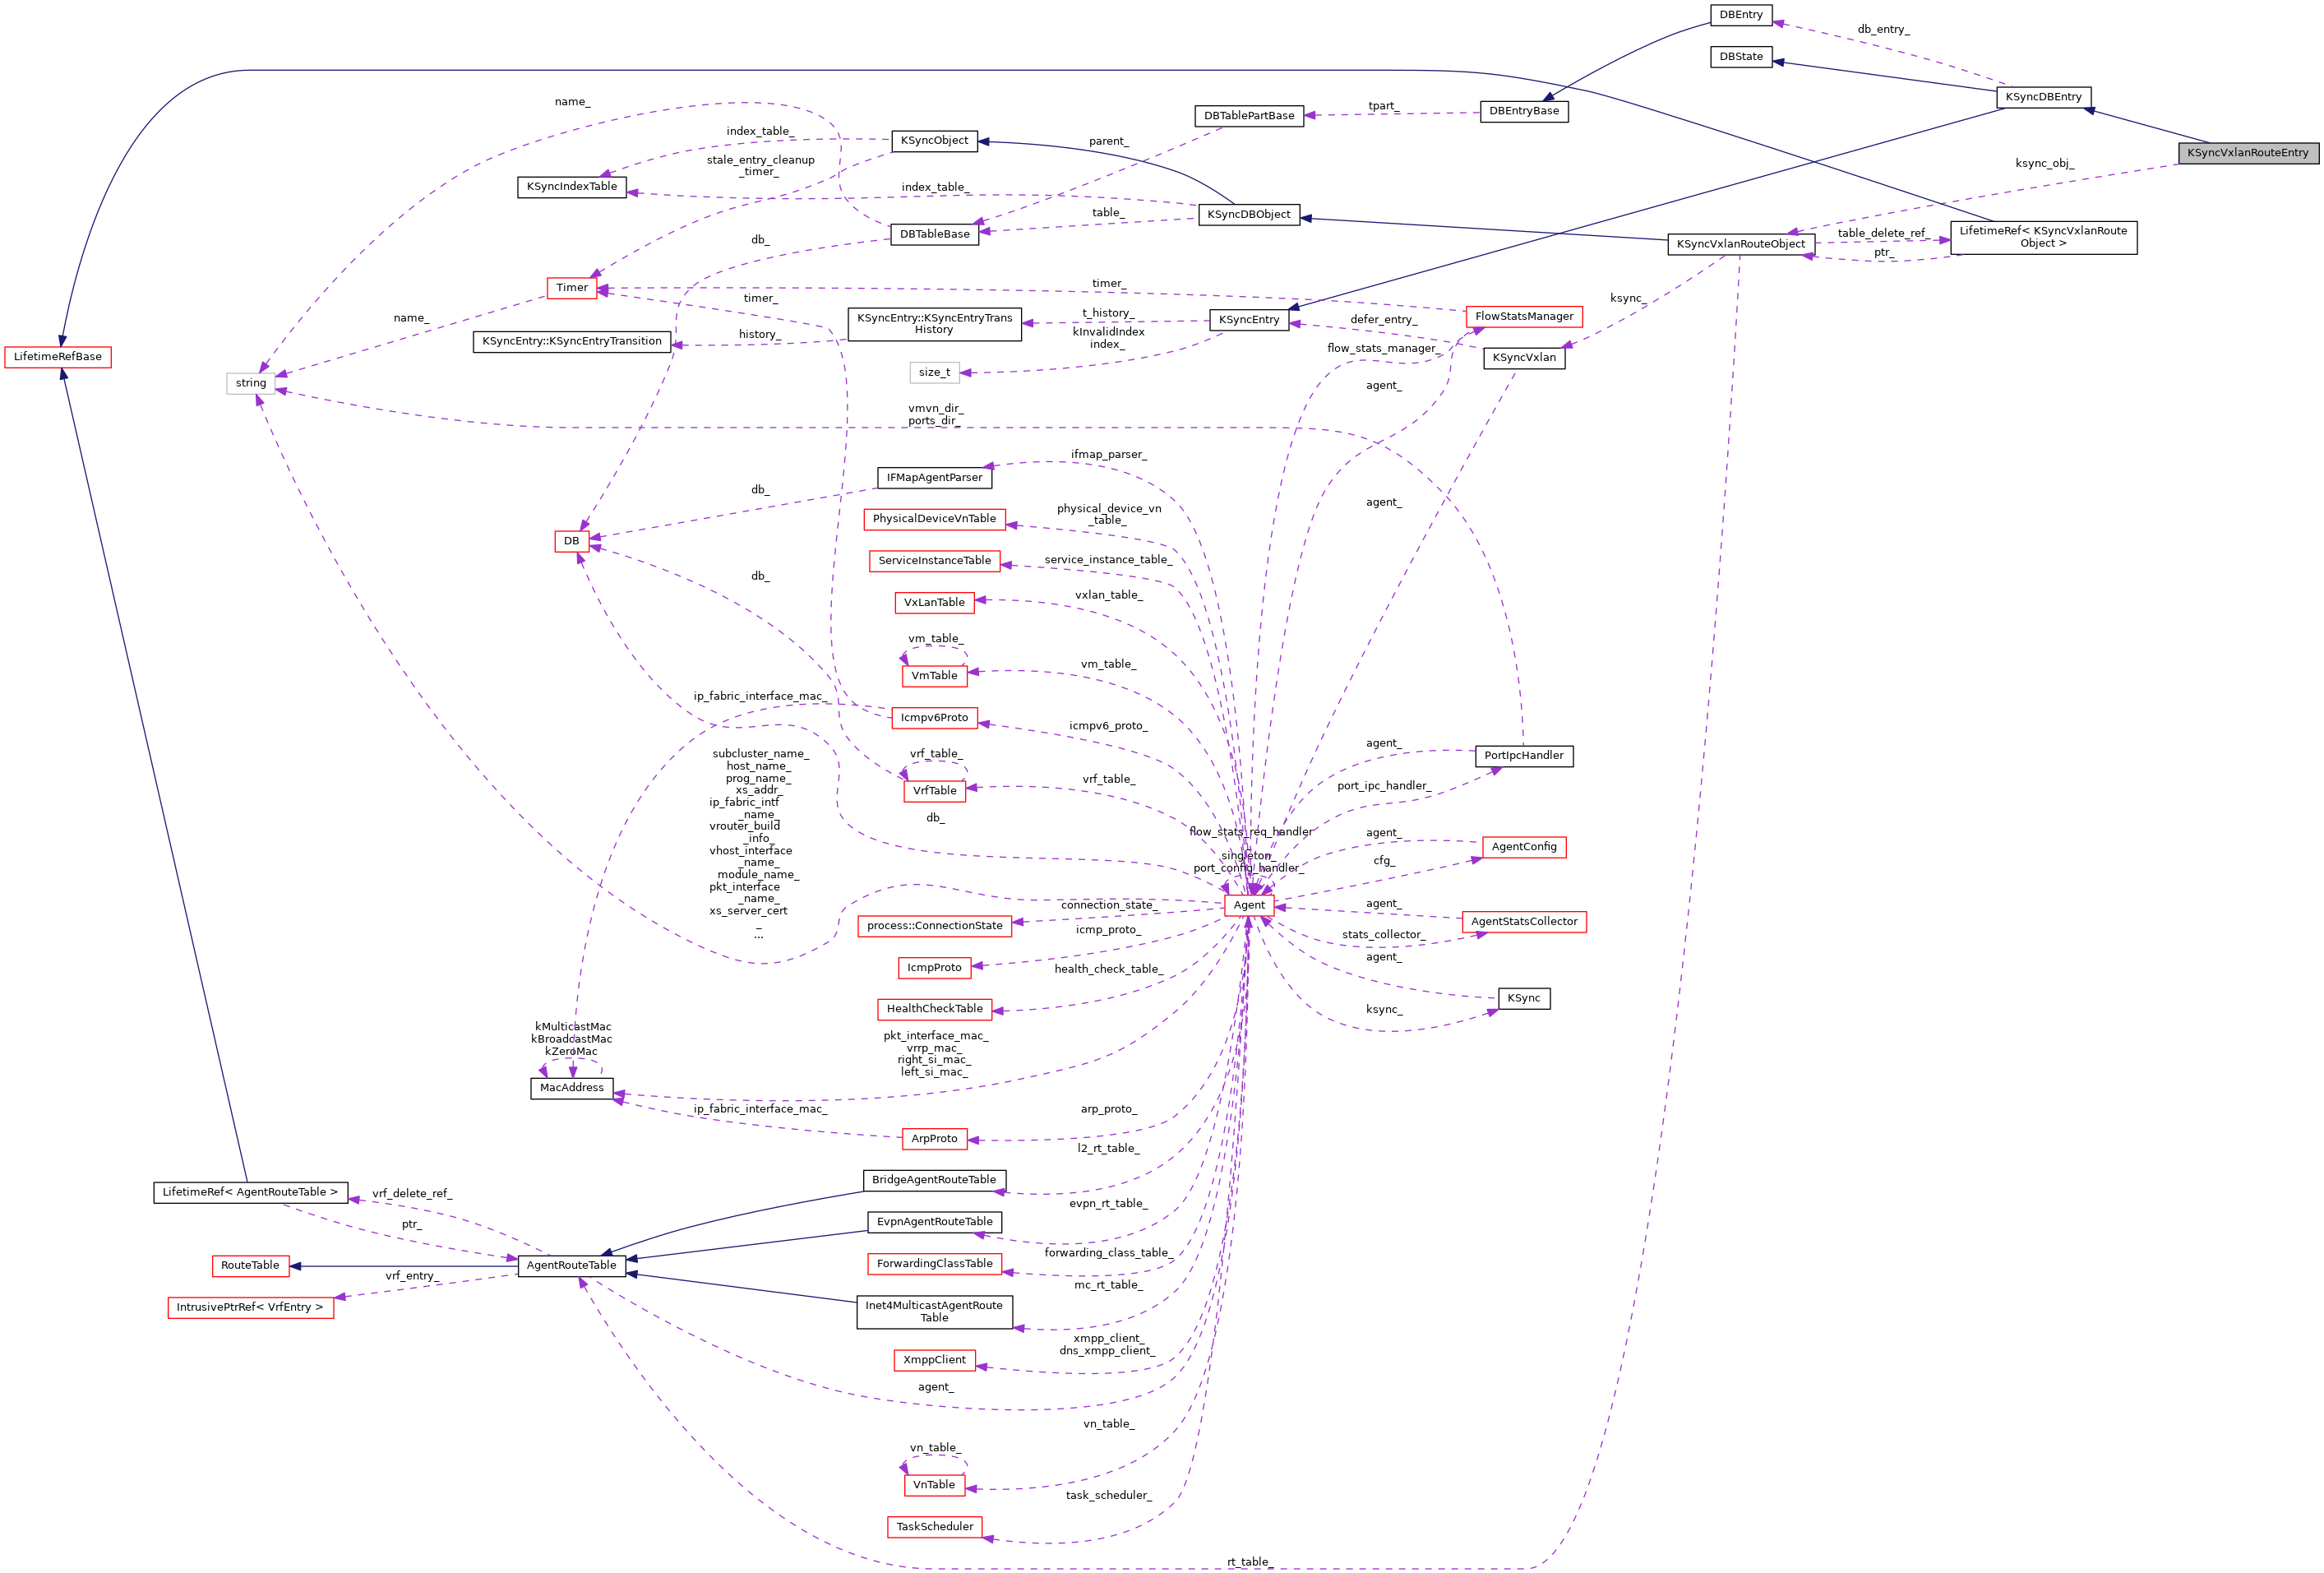 DBEntry
db_entry_
DBState
KSyncDBEntry
name_
DBTablePartBase
tpart_
DBEntryBase
index_table_
KSyncObject
parent_
KSyncVxlanRouteEntry
stale_entry_cleanup
_timer_
ksync_obj_
KSyncIndexTable
index_table_
KSyncDBObject
table_
DBTableBase
db_
KSyncVxlanRouteObject
table_delete_ref_
LifetimeRef< KSyncVxlanRoute
Object >
ptr_
Timer
timer_
timer_
ksync_
name_
KSyncEntry::KSyncEntryTrans
History
t_history_
KSyncEntry
defer_entry_
FlowStatsManager
KSyncEntry::KSyncEntryTransition
history_
kInvalidIndex
index_
flow_stats_manager_
KSyncVxlan
LifetimeRefBase
size_t
string
agent_
vmvn_dir_
ports_dir_
ifmap_parser_
IFMapAgentParser
db_
agent_
physical_device_vn
_table_
PhysicalDeviceVnTable
DB
service_instance_table_
ServiceInstanceTable
db_
vxlan_table_
VxLanTable
vm_table_
vm_table_
VmTable
ip_fabric_interface_mac_
Icmpv6Proto
icmpv6_proto_
agent_
PortIpcHandler
subcluster_name_
host_name_
prog_name_
xs_addr_
ip_fabric_intf
_name_
vrouter_build
_info_
vhost_interface
_name_
module_name_
pkt_interface
_name_
xs_server_cert
_
...
vrf_table_
vrf_table_
VrfTable
port_ipc_handler_
db_
flow_stats_req_handler
_
singleton_
port_config_handler_
agent_
AgentConfig
cfg_
Agent
agent_
connection_state_
process::ConnectionState
AgentStatsCollector
icmp_proto_
stats_collector_
IcmpProto
agent_
health_check_table_
HealthCheckTable
KSync
ksync_
kMulticastMac
kBroadcastMac
kZeroMac
pkt_interface_mac_
vrrp_mac_
right_si_mac_
left_si_mac_
MacAddress
ip_fabric_interface_mac_
arp_proto_
ArpProto
l2_rt_table_
BridgeAgentRouteTable
LifetimeRef< AgentRouteTable >
vrf_delete_ref_
evpn_rt_table_
ptr_
EvpnAgentRouteTable
forwarding_class_table_
ForwardingClassTable
RouteTable
AgentRouteTable
vrf_entry_
mc_rt_table_
IntrusivePtrRef< VrfEntry >
Inet4MulticastAgentRoute
Table
xmpp_client_
dns_xmpp_client_
XmppClient
agent_
vn_table_
vn_table_
VnTable
task_scheduler_
TaskScheduler
rt_table_